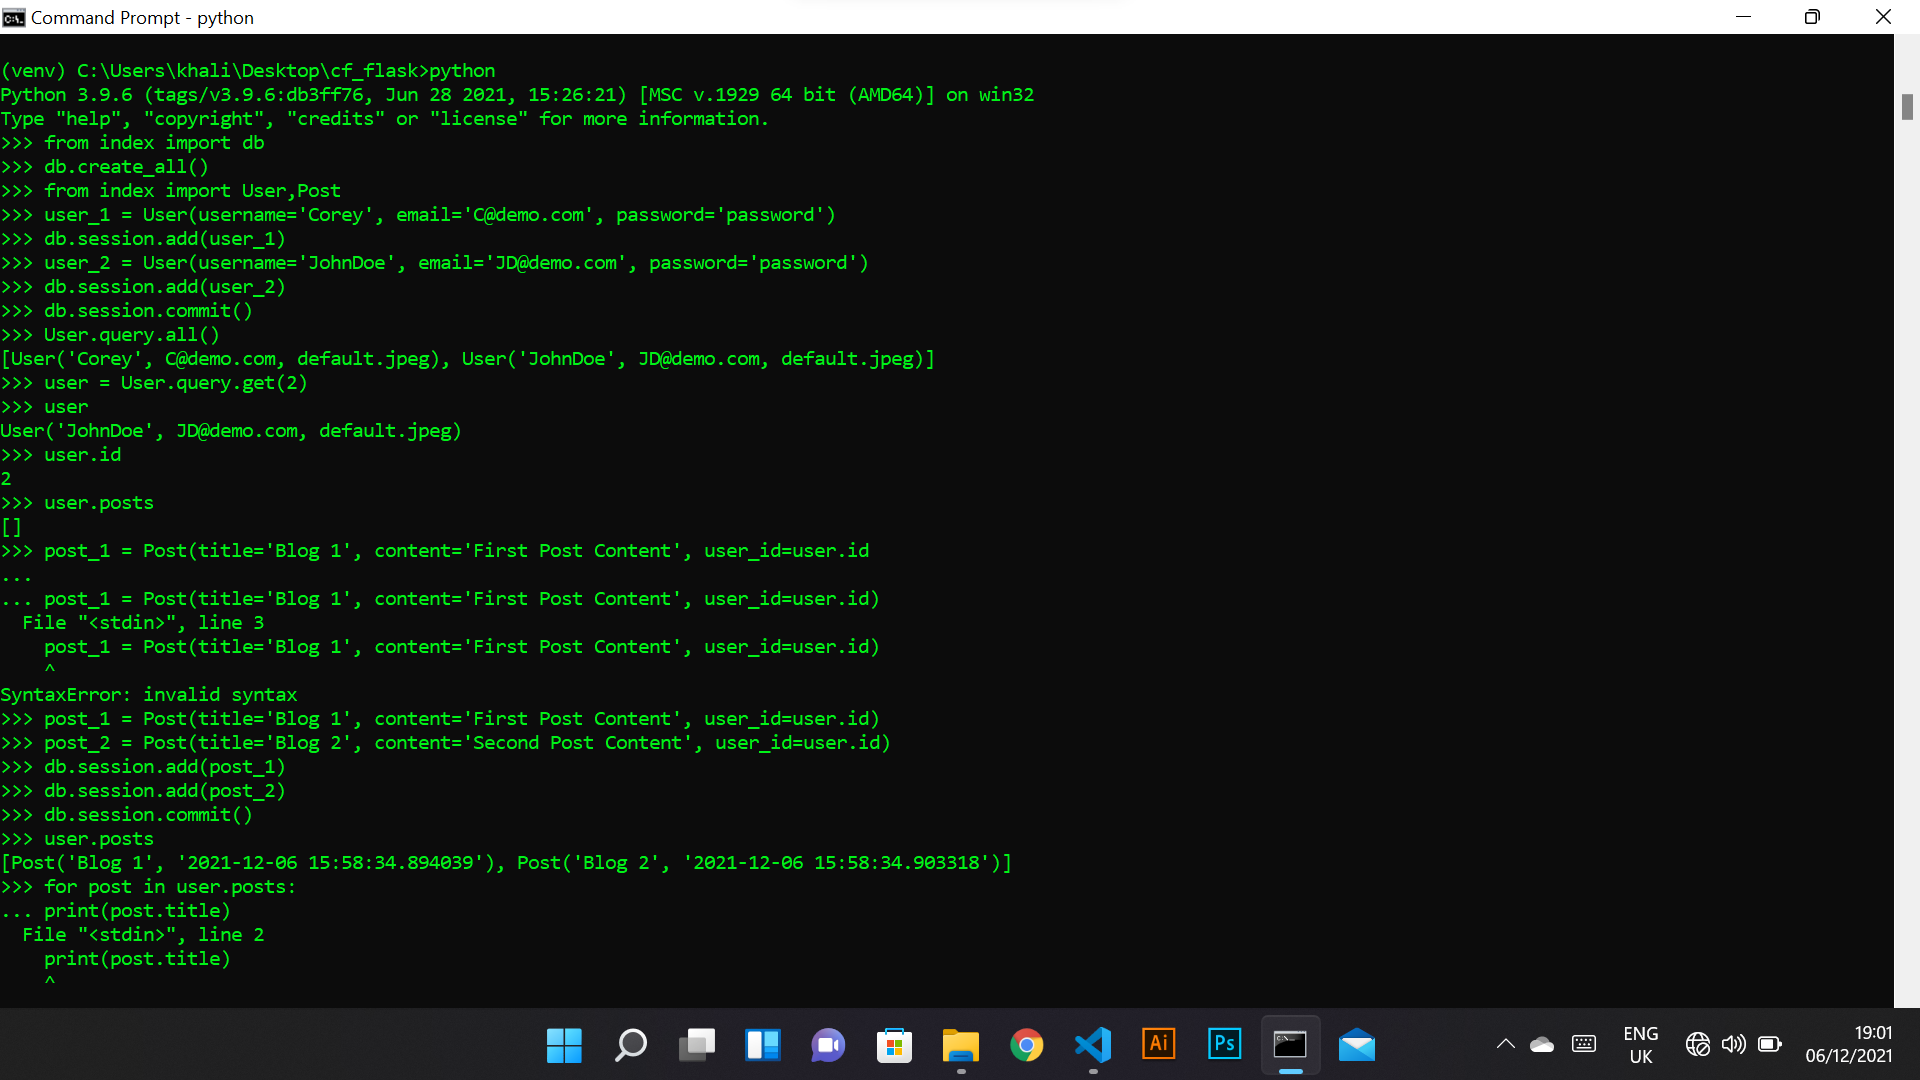 Command Prompt - python
(venv) C:\Users\khali\Desktop\cf_flask>python
Python 3.9.6 (tags/v3.9.6:db3ff76, Jun 28 2021, 15:26:21) [MSC v.1929 64 bit (AMD64)] on win32
Type "help", "copyright", "credits" or "license" for more information.
>>> from index import db
>>> db.create_all()
>>> from index import User,Post
>>> user_1 = User(username='Corey', email='C@demo.com', password='password')
>>> db.session.add(user_1)
>>> user_2 = User(username='JohnDoe', email='JD@demo.com', password='password')
>>> db.session.add(user_2)
>>> db.session.commit()
>>> User.query.all()
[User('Corey', C@demo.com, default.jpeg), User('JohnDoe', JD@demo.com, default.jpeg)]
>>> user = User.query.get(2)
>>> user
User('JohnDoe', JD@demo.com, default.jpeg)
>>> user.id
2
>>> user.posts
[]
>>> post_1 = Post(title='Blog 1', content='First Post Content', user_id=user.id
...
... post_1 = Post(title='Blog 1', content='First Post Content', user_id=user.id)
  File "<stdin>", line 3
    post_1 = Post(title='Blog 1', content='First Post Content', user_id=user.id)
    ^
SyntaxError: invalid syntax
>>> post_1 = Post(title='Blog 1', content='First Post Content', user_id=user.id)
>>> post_2 = Post(title='Blog 2', content='Second Post Content', user_id=user.id)
>>> db.session.add(post_1)
>>> db.session.add(post_2)
>>> db.session.commit()
>>> user.posts
[Post('Blog 1', '2021-12-06 15:58:34.894039'), Post('Blog 2', '2021-12-06 15:58:34.903318')]
>>> for post in user.posts:
... print(post.title)
  File "<stdin>", line 2
    print(post.title)
    ^
Ai
Ps
ENG
UK
19:01
06/12/2021